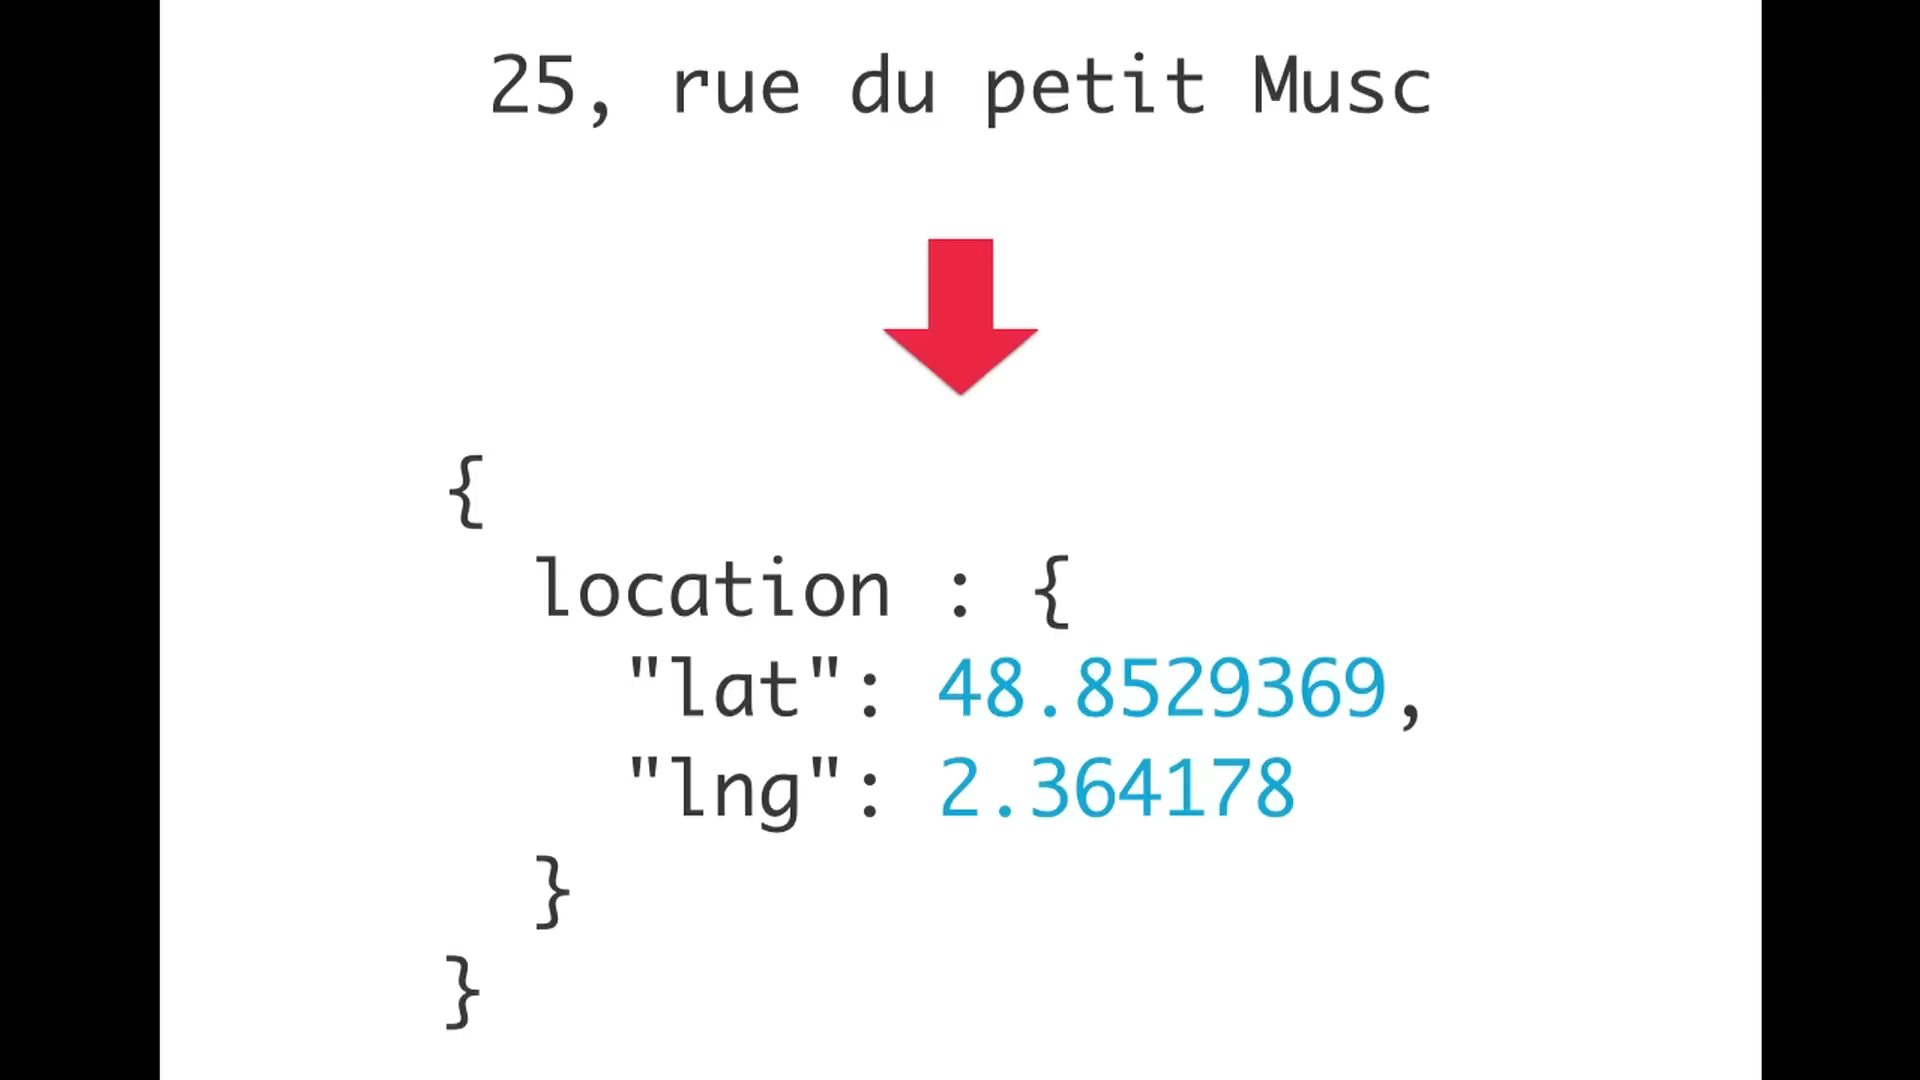 25, rue du petit Musc
{
location : {
"lat": 48.8529369,
"lng": 2.364178
}
}